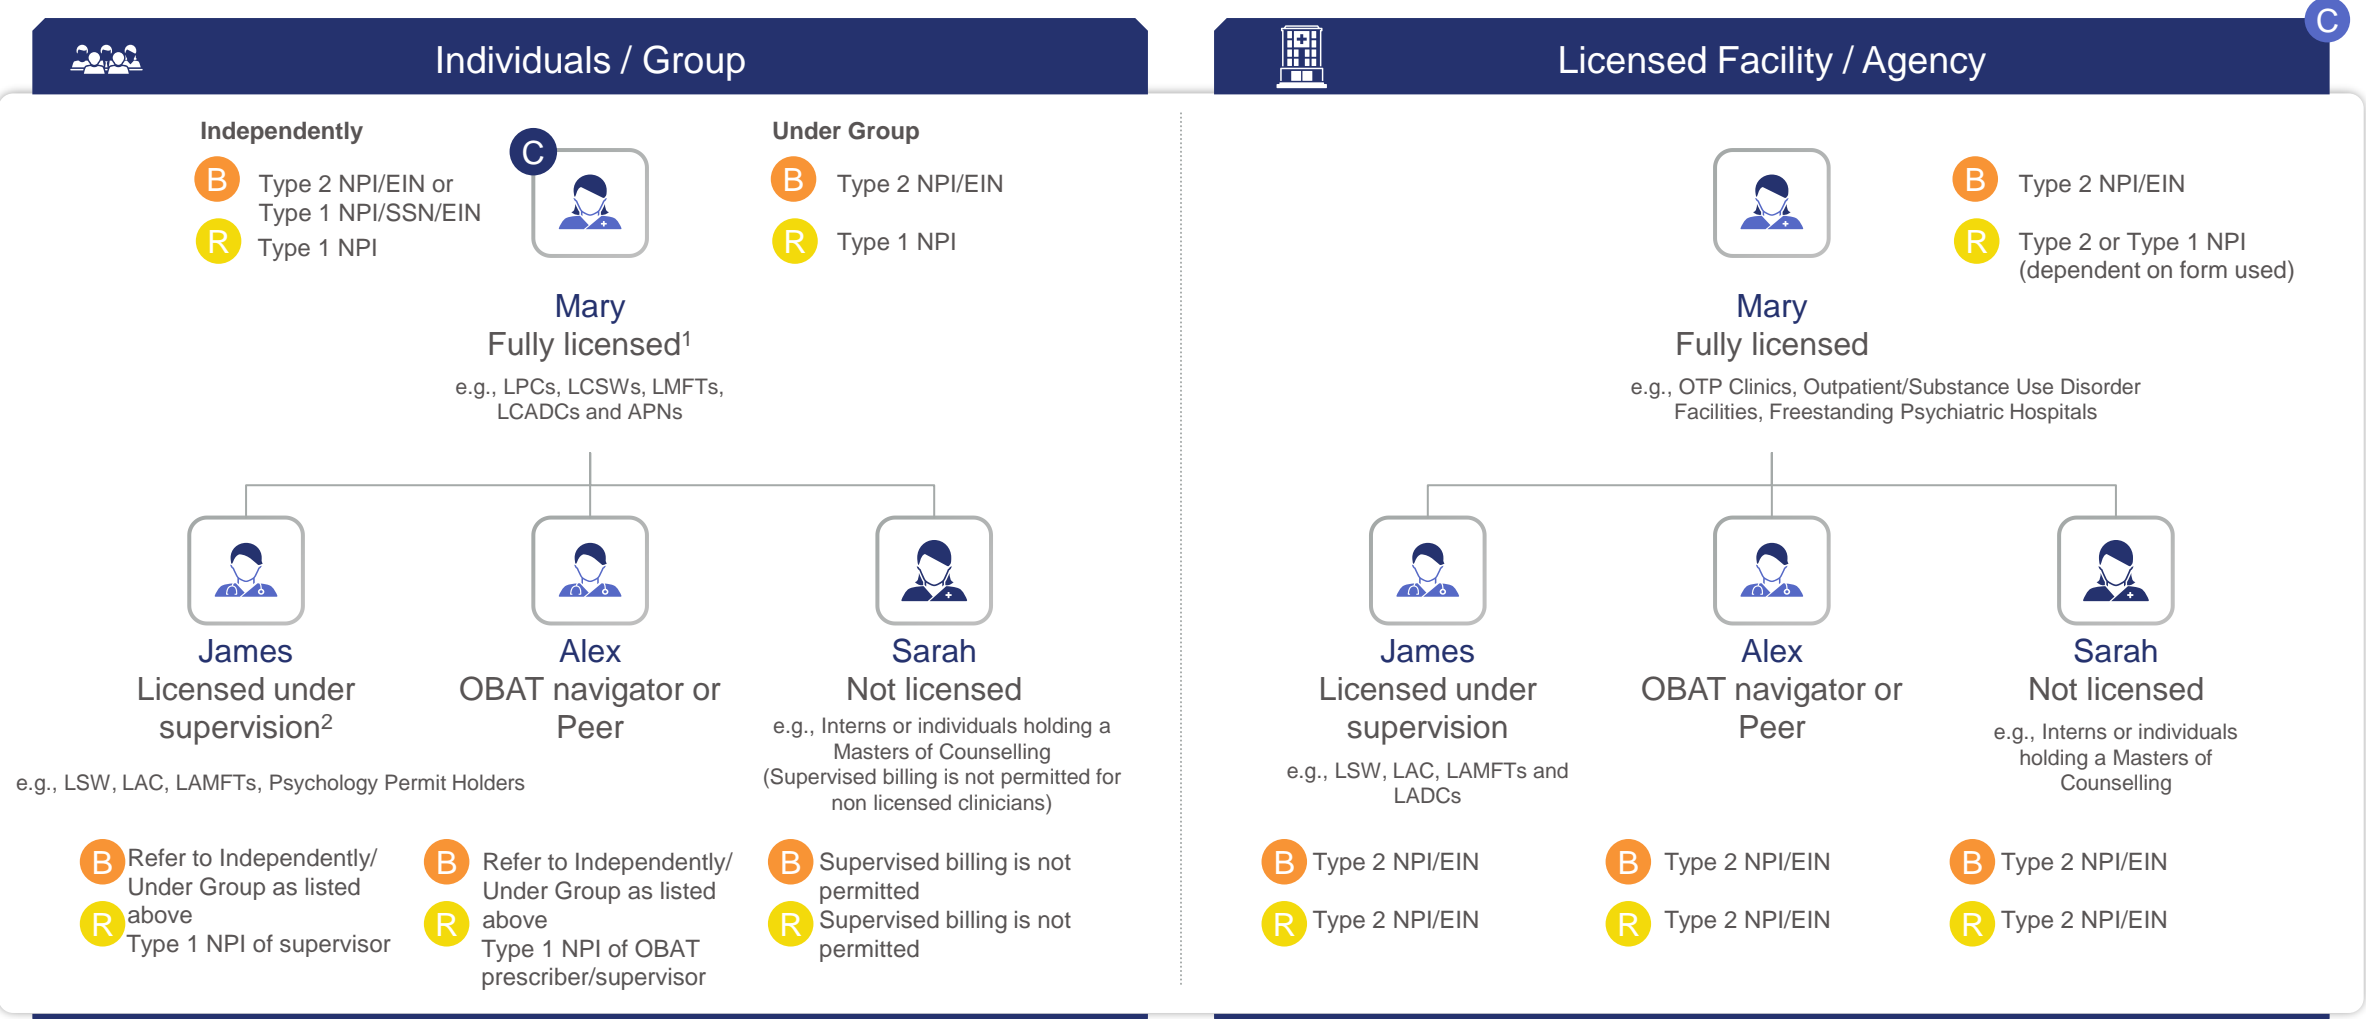 Individuals / Group
Independently
B
Type 2 NPI/EIN or
Type 1 NPI/SSN/EIN
R
Type 1 NPI
C
Under Group
B
Type 2 NPI/EIN
R
Type 1 NPI
Mary
Fully licensed1
e.g., LPCs, LCSWs, LMFTs,
LCADCs and APNs
James
Licensed under
supervision2
e.g., LSW, LAC, LAMFTs, Psychology Permit Holders
B
Refer to Independently/
Under Group as listed
above
R
Type 1 NPI of supervisor
Alex
OBAT navigator or
Peer
B
Refer to Independently/
Under Group as listed
above
R
Type 1 NPI of OBAT
prescriber/supervisor
Sarah
Not licensed
e.g., Interns or individuals holding a
Masters of Counselling
(Supervised billing is not permitted for
non licensed clinicians)
B
Supervised billing is not
permitted
R
Supervised billing is not
permitted
Licensed Facility / Agency
C
B
Type 2 NPI/EIN
R
Type 2 or Type 1 NPI
(dependent on form used)
Mary
Fully licensed
e.g., OTP Clinics, Outpatient/Substance Use Disorder
Facilities, Freestanding Psychiatric Hospitals
James
Licensed under
supervision
e.g., LSW, LAC, LAMFTs and
LADCs
B
Type 2 NPI/EIN
R
Type 2 NPI/EIN
Alex
OBAT navigator or
Peer
B
Type 2 NPI/EIN
R
Type 2 NPI/EIN
Sarah
Not licensed
e.g., Interns or individuals
holding a Masters of
Counselling
B
Type 2 NPI/EIN
R
Type 2 NPI/EIN